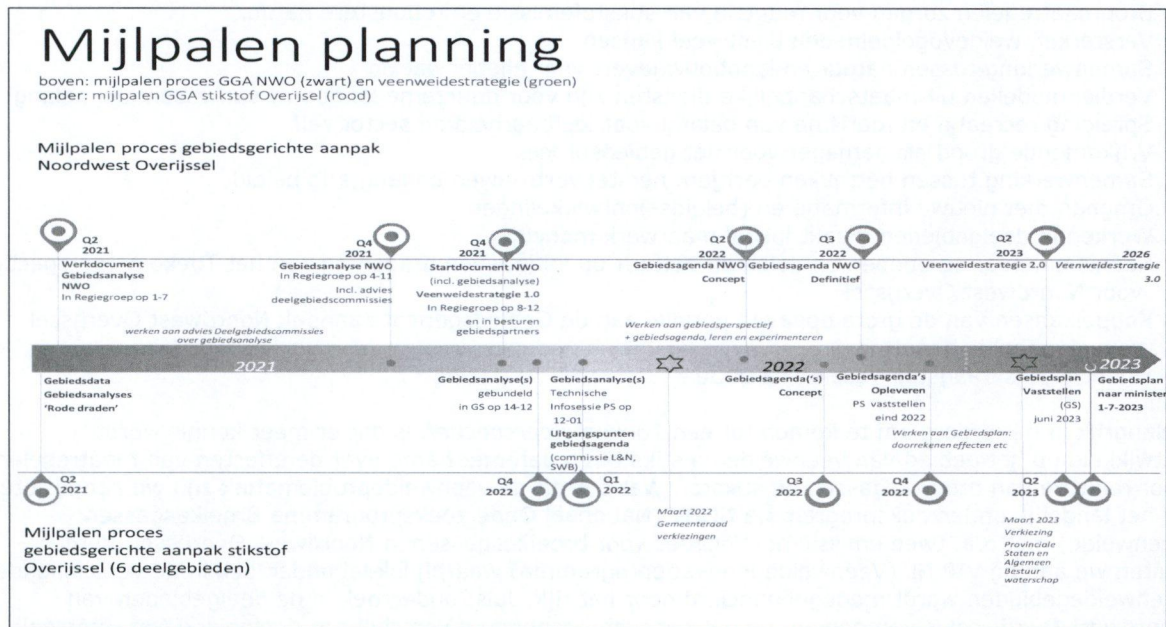 Mijlpalen planning
boven: mijlpalen proces GGA NWO (zwart) en veenweidestrategie (groen)
onder: mijlpalen GGA stikstof Overijsel (rood)
Mijlpalen proces gebiedsgerichte aanpak
Noordwest Overijssel
Q2
2021
Werkdocument
Gebiedsanalyse
NWO
In Regiegroep op 1-7
Q4
2021
Gebiedsanalyse NWO
In Regiegroep op 4-11
Incl. advies
deelgebiedscommissies
Q4
2021
Startdocument NWO
(incl. gebiedsanalyse)
Veenweidestrategie 1.0
In Regiegroep op 8-12
en in besturen
gebiedspartners
Q2
2022
Gebiedsagenda NWO
Concept
Q3
2022
Gebiedsagenda NWO
Definitief
Q2
2023
Veenweidestrategie 2.0
2026
Veenweidestrategie
3.0
werken aan advies Deelgebiedscommissies
over gebiedsanalyse
Werken aan gebiedsperspectief
+ gebiedsagenda, leren en experimenteren
2021
2022
2023
Gebiedsdata
Gebiedsanalyses
'Rode draden'
Q2
2021
Gebiedsanalyse(s)
gebundeld
in GS op 14-12
Q4
2021
Gebiedsanalyse(s)
Technische
Infosessie PS op
12-01.
Uitgangspunten
gebiedsagenda
(commissie L&N,
SWB)
Q1
2022
Maart 2022
Gemeenteraad
verkiezingen
Gebiedsagenda('s)
Concept
Q3
2022
Gebiedsagenda's
Opleveren
PS vaststellen
eind 2022
Q4
2022
Werken aan Gebiedsplan:
doorrekenen effecten etc
Gebiedsplan
Vaststellen
(GS)
juni 2023
Q2
2023
Gebiedsplan
naar minister
1-7-2023
Maart 2023
Verkiezing
Provinciale
Staten en
Algemeen
Bestuur
waterschap
Mijlpalen proces
gebiedsgerichte aanpak stikstof
Overijssel (6 deelgebieden)